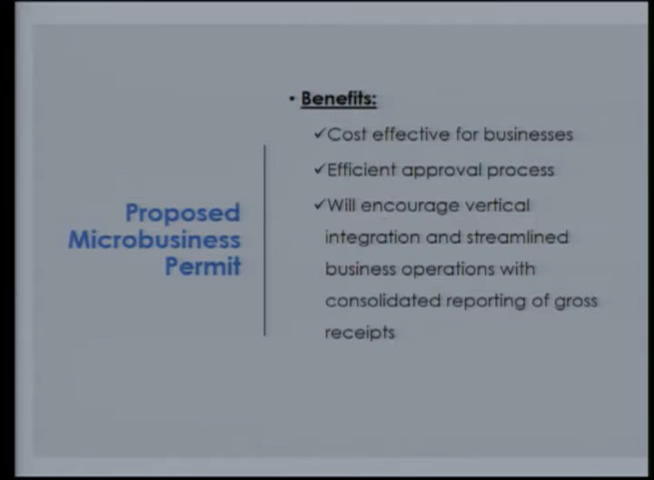 Proposed
Microbusiness
Permit
• Benefits:
✓Cost effective for businesses
✓Efficient approval process
✓Will encourage vertical
integration and streamlined
business operations with
consolidated reporting of gross
receipts